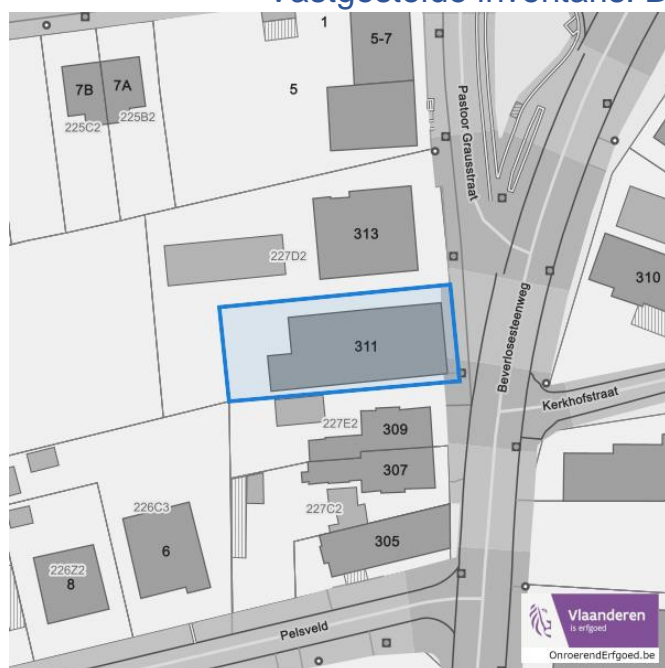 Vastgestelde Inventaris: B
1
5-7
7B
7A
5
225C2
225B2
Pastoor Grausstraat
313
227D2
310
311
Beverlosesteenweg
Kerkhofstraat
309
227E2
307
226C3
227C2
6
305
226Z2
8
Pelsveld
Vlaanderen
is erfgoed
OnroerendErfgoed.be